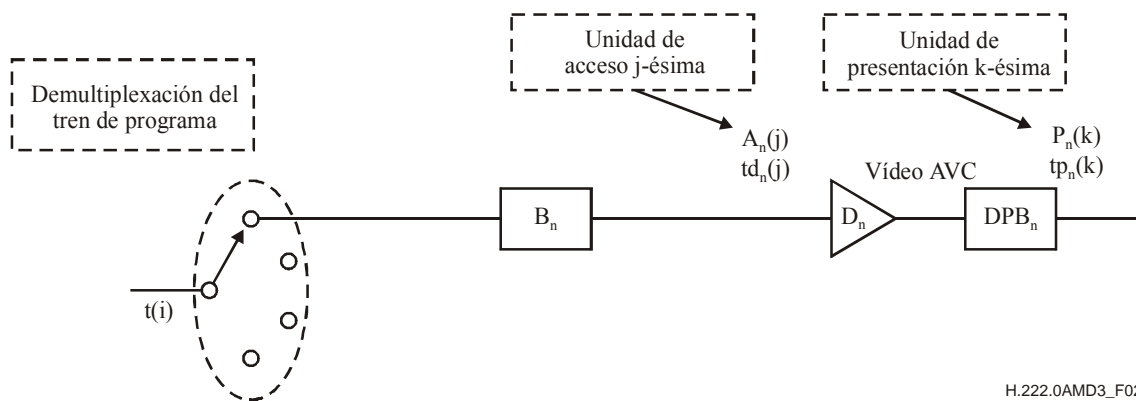 Demultiplexación del
tren de programa
Unidad de
acceso j-ésima
Unidad de
presentación k-ésima
A_n(j)
td_n(j)
P_n(k)
tp_n(k)
Vídeo AVC
B_n
D_n
DPB_n
t(i)
H.222.0AMD3_F02